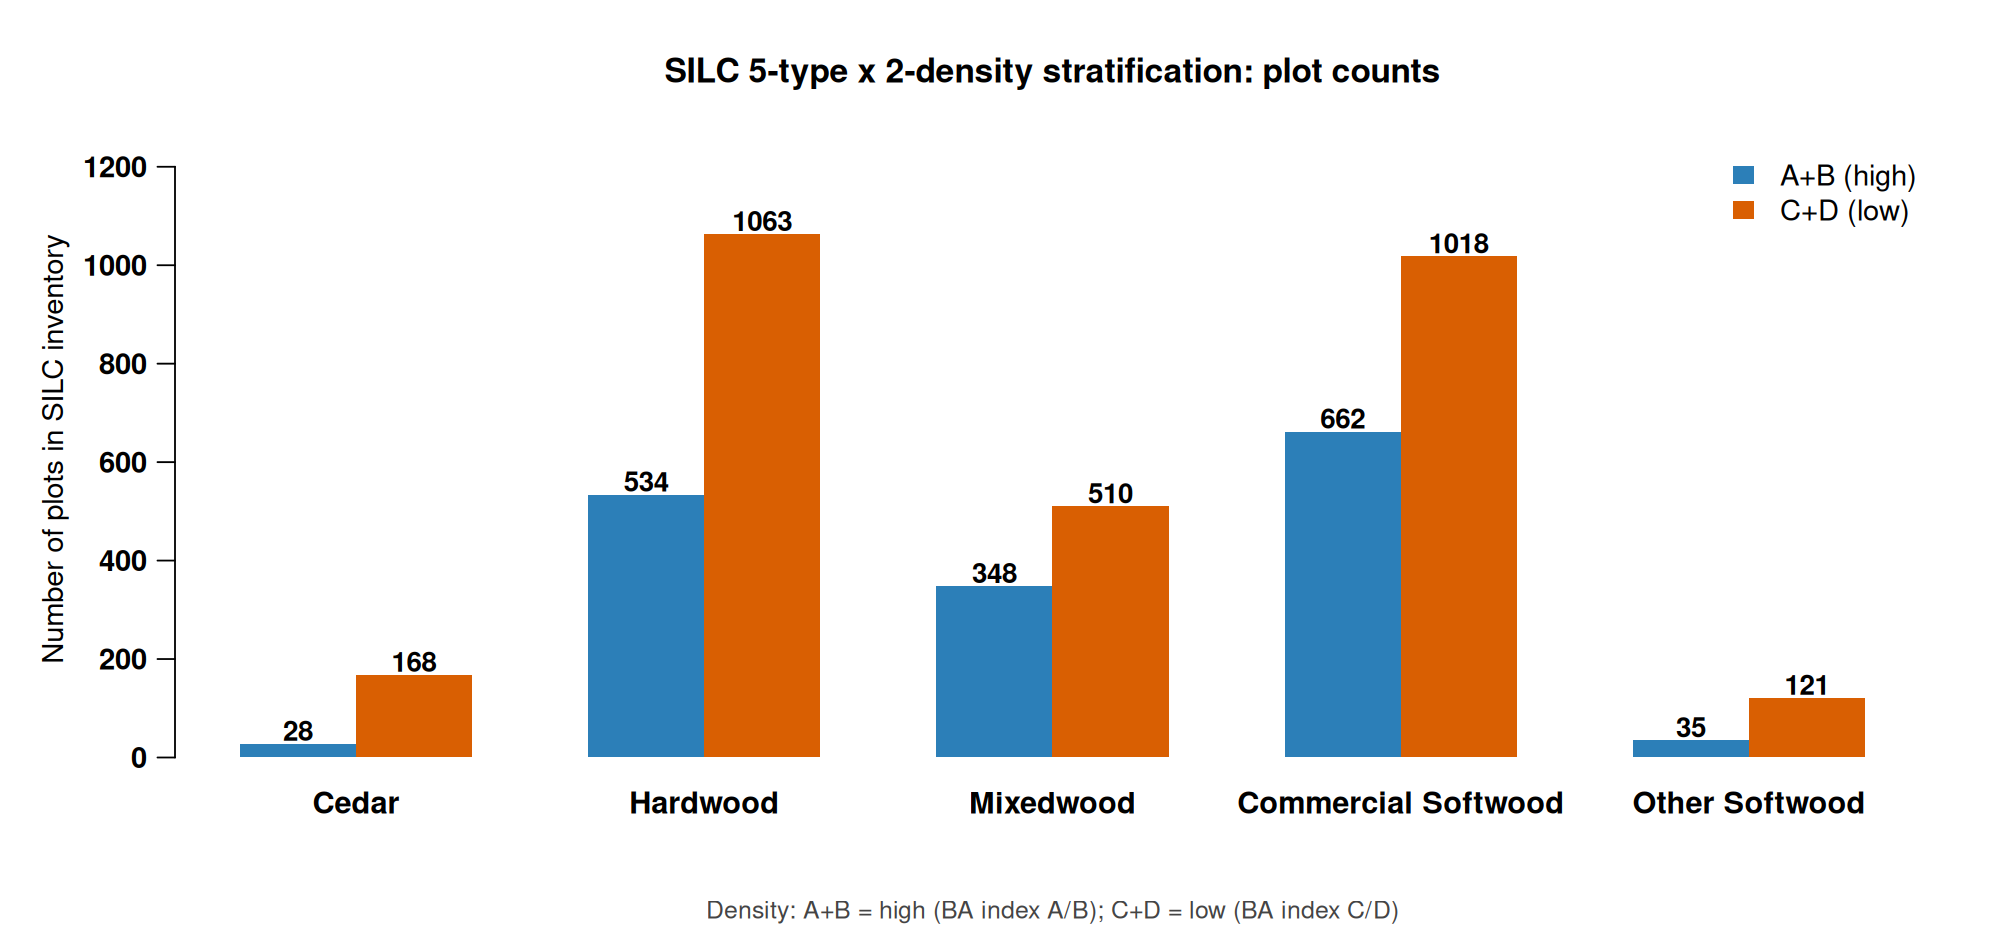 SILC 5-type x 2-density stratification: plot counts
A+B (high)
C+D (low)
Number of plots in SILC inventory
1200
1000
800
600
400
200
0
28
168
534
1063
348
510
662
1018
35
121
Cedar
Hardwood
Mixedwood
Commercial Softwood
Other Softwood
Density: A+B = high (BA index A/B); C+D = low (BA index C/D)